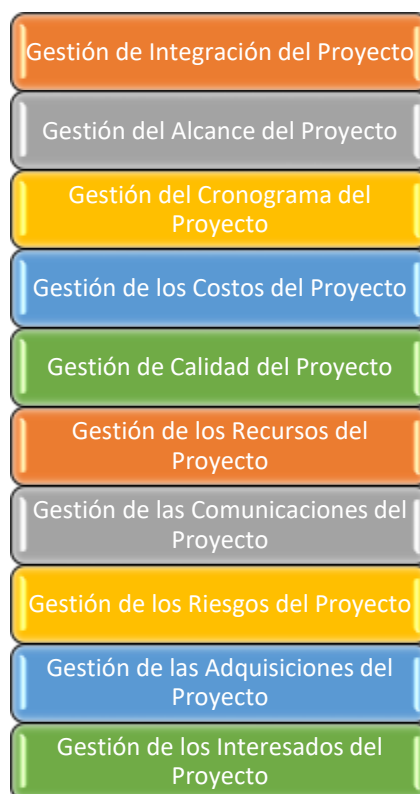 Gestión de Integración del Proyecto
Gestión del Alcance del Proyecto
Gestión del Cronograma del
Proyecto
Gestión de los Costos del Proyecto
Gestión de Calidad del Proyecto
Gestión de los Recursos del
Proyecto
Gestión de las Comunicaciones del
Proyecto
Gestión de los Riesgos del Proyecto
Gestión de las Adquisiciones del
Proyecto
Gestión de los Interesados del
Proyecto